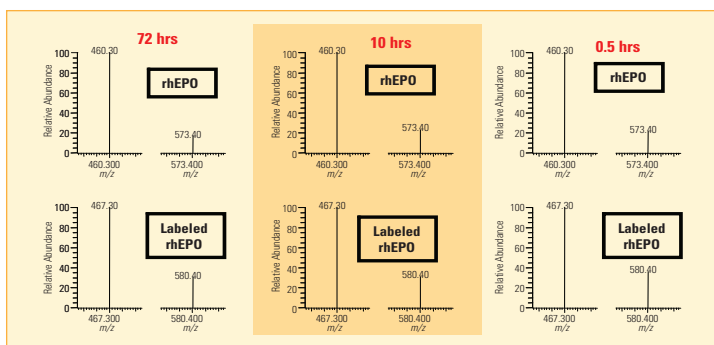 72 hrs
10 hrs
0.5 hrs
Relative Abundance
100
80
60
40
20
0
460.30
rhEPO
573.40
460.300
573.400
m/z
m/z
Relative Abundance
100
80
60
40
20
0
460.30
rhEPO
573.40
460.300
573.400
m/z
m/z
Relative Abundance
100
80
60
40
20
0
460.30
rhEPO
573.40
460.300
573.400
m/z
m/z
Relative Abundance
100
80
60
40
20
0
467.30
Labeled
rhEPO
580.40
467.300
580.400
m/z
m/z
Relative Abundance
100
80
60
40
20
0
467.30
Labeled
rhEPO
580.40
467.300
580.400
m/z
m/z
Relative Abundance
100
80
60
40
20
0
467.30
Labeled
rhEPO
580.40
467.300
580.400
m/z
m/z